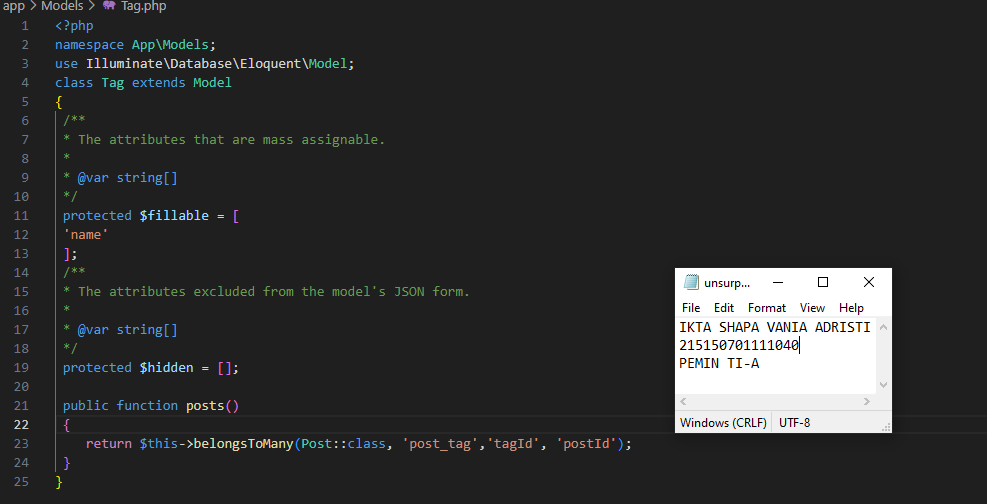 app > Models > Tag.php
1 <?php
2 namespace App\Models;
3 use Illuminate\Database\Eloquent\Model;
4 class Tag extends Model
5 {
6 /**
7 * The attributes that are mass assignable.
8 *
9 * @var string[]
10 */
11 protected $fillable = [
12 'name'
13 ];
14 /**
15 * The attributes excluded from the model's JSON form.
16 *
17 * @var string[]
18 */
19 protected $hidden = [];
20
21 public function posts()
22 {
23 return $this->belongsToMany(Post::class, 'post_tag','tagId', 'postId');
24 }
25 }
unsurp...
File Edit Format View Help
IKTA SHAPA VANIA ADRISTI
215150701111040
PEMIN TI-A
Windows (CRLF) UTF-8